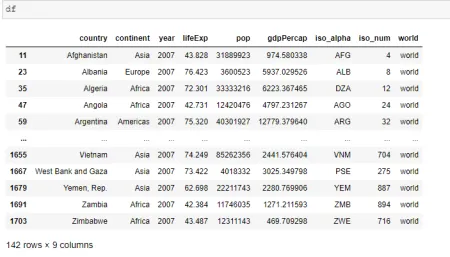 df
country continent year lifeExp pop gdpPercap iso_alpha iso_num world
11 Afghanistan Asia 2007 43.828 31889923 974.580338 AFG 4 world
23 Albania Europe 2007 76.423 3600523 5937.029526 ALB 8 world
35 Algeria Africa 2007 72.301 33333216 6223.367465 DZA 12 world
47 Angola Africa 2007 42.731 12420476 4797.231267 AGO 24 world
59 Argentina Americas 2007 75.320 40301927 12779.379640 ARG 32 world
... ... ... ... ... ... ... ... ... ...
1655 Vietnam Asia 2007 74.249 85262356 2441.576404 VNM 704 world
1667 West Bank and Gaza Asia 2007 73.422 4018332 3025.349798 PSE 275 world
1679 Yemen, Rep. Asia 2007 62.698 22211743 2280.769906 YEM 887 world
1691 Zambia Africa 2007 42.384 11746035 1271.211593 ZMB 894 world
1703 Zimbabwe Africa 2007 43.487 12311143 469.709298 ZWE 716 world
142 rows × 9 columns